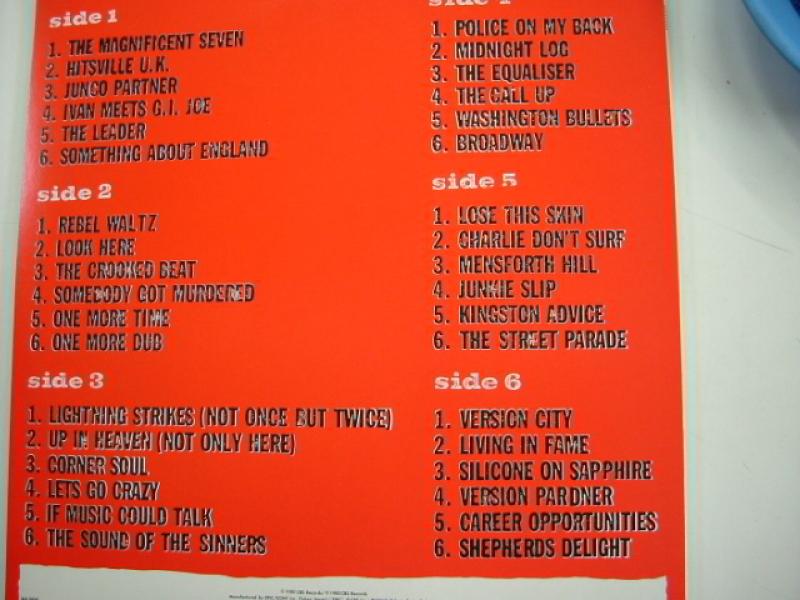 side 1
1. THE MAGNIFICENT SEVEN
2. HITSVILLE U.K.
3. JUNCO PARTNER
4. IVAN MEETS G.I. JOE
5. THE LEADER
6. SOMETHING ABOUT ENGLAND
side 2
1. REBEL WALTZ
2. LOOK HERE
3. THE CROOKED BEAT
4. SOMEBODY GOT MURDERED
5. ONE MORE TIME
6. ONE MORE DUB
side 3
1. LIGHTNING STRIKES (NOT ONCE BUT TWICE)
2. UP IN HEAVEN (NOT ONLY HERE)
3. CORNER SOUL
4. LETS GO CRAZY
5. IF MUSIC COULD TALK
6. THE SOUND OF THE SINNERS
side 4
1. POLICE ON MY BACK
2. MIDNIGHT LOG
3. THE EQUALISER
4. THE CALL UP
5. WASHINGTON BULLETS
6. BROADWAY
side 5
1. LOSE THIS SKIN
2. CHARLIE DON'T SURF
3. MENSFORTH HILL
4. JUNKIE SLIP
5. KINGSTON ADVICE
6. THE STREET PARADE
side 6
1. VERSION CITY
2. LIVING IN FAME
3. SILICONE ON SAPPHIRE
4. VERSION PARDNER
5. CAREER OPPORTUNITIES
6. SHEPHERDS DELIGHT